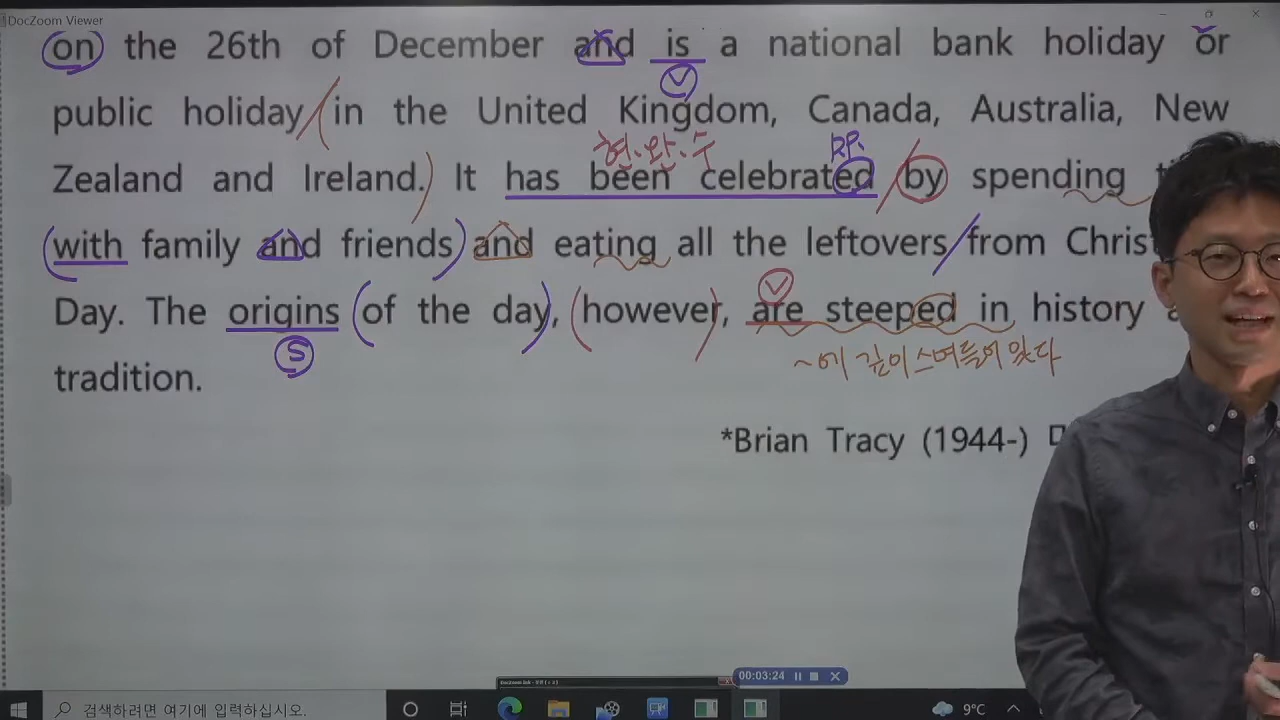 DocZoom Viewer
on the 26th of December and is a national bank holiday or
V
public holiday in the United Kingdom, Canada, Australia, New
현·완·수 P.P.
Zealand and Ireland. It has been celebrated by spending
with family and friends and eating all the leftovers from Chris
V
Day. The origins of the day, however, are steeped in history
S ~에 깊이 스며들어 있다
tradition.
*Brian Tracy (1944-)
00:03:24
검색하려면 여기에 입력하십시오.
9°C